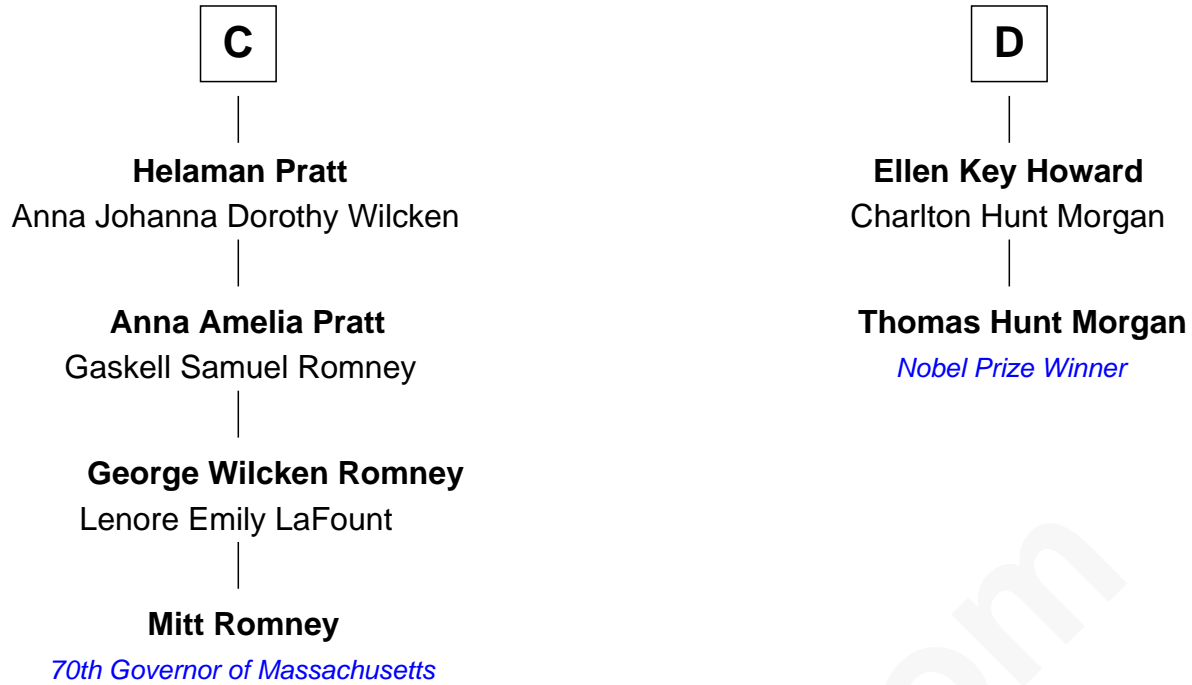 C
Helaman Pratt
Anna Johanna Dorothy Wilcken
Anna Amelia Pratt
Gaskell Samuel Romney
George Wilcken Romney
Lenore Emily LaFount
Mitt Romney
70th Governor of Massachusetts
D
Ellen Key Howard
Charlton Hunt Morgan
Thomas Hunt Morgan
Nobel Prize Winner
om